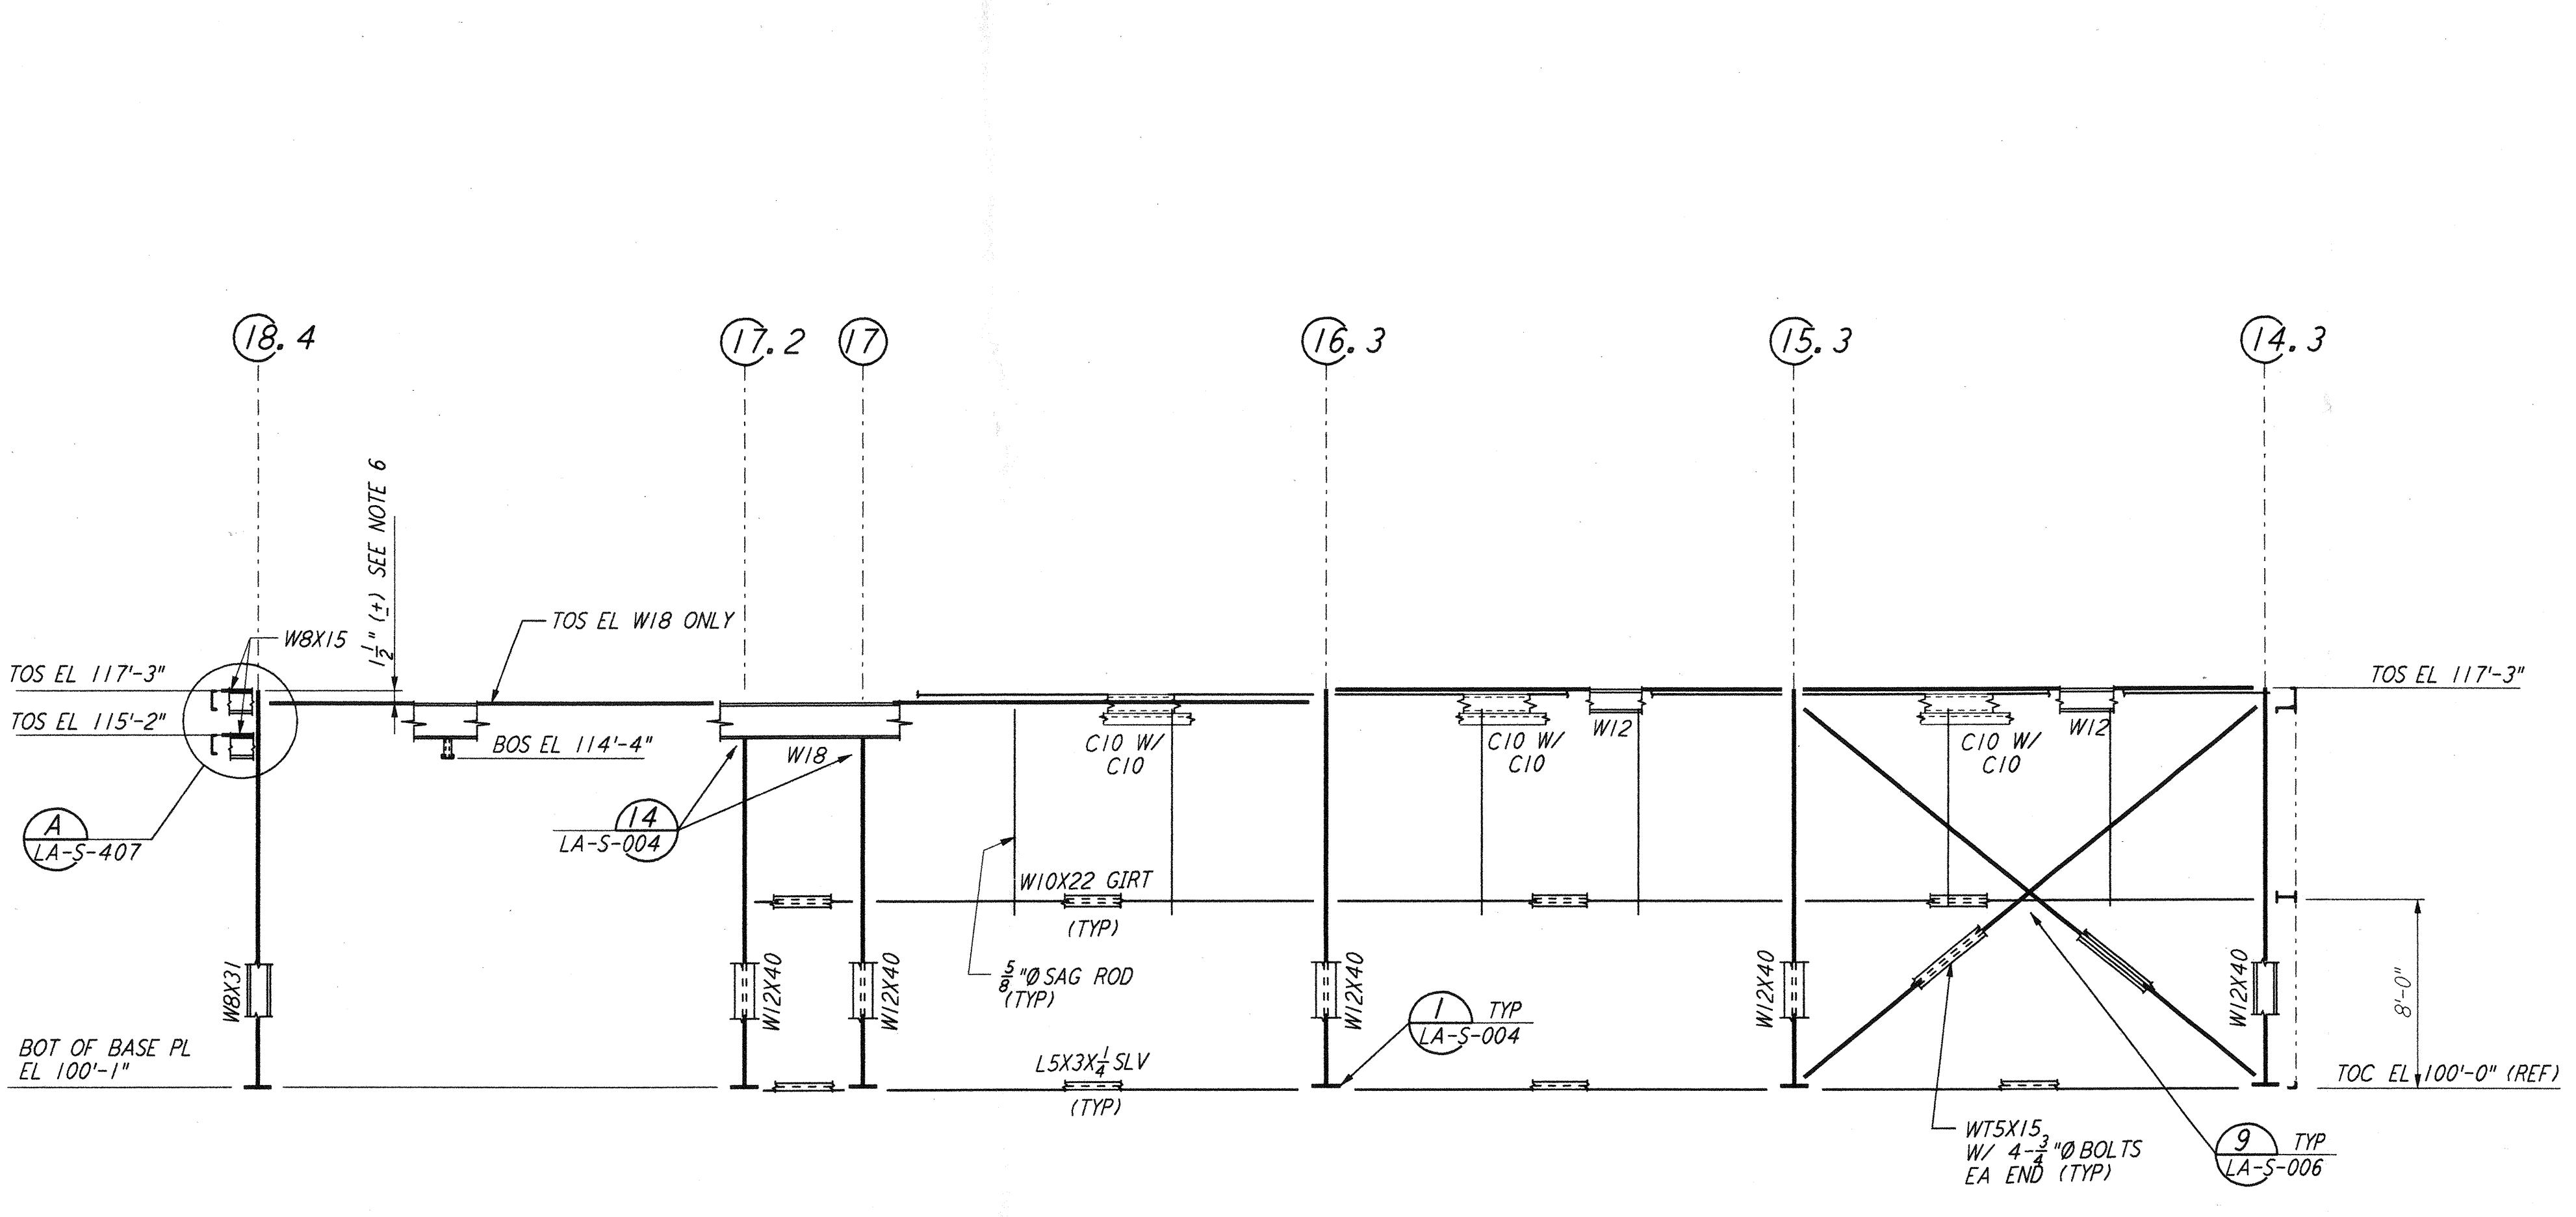 18.4
17.2
17
16.3
15.3
14.3
1 1/2" (±) SEE NOTE 6
TOS EL W18 ONLY
W8X15
TOS EL 117'-3"
TOS EL 117'-3"
TOS EL 115'-2"
BOS EL 114'-4"
W18
C10 W/
C10
C10 W/
C10
W12
C10 W/
C10
W12
A
LA-S-407
14
LA-S-004
W10X22 GIRT
(TYP)
5/8"Ø SAG ROD
(TYP)
W8X31
W12X40
W12X40
W12X40
W12X40
W12X40
8'-0"
1 TYP
LA-S-004
BOT OF BASE PL
EL 100'-1"
L5X3X1/4 SLV
(TYP)
TOC EL 100'-0" (REF)
WT5X15
W/ 4-3/4"Ø BOLTS
EA END (TYP)
9 TYP
LA-S-006